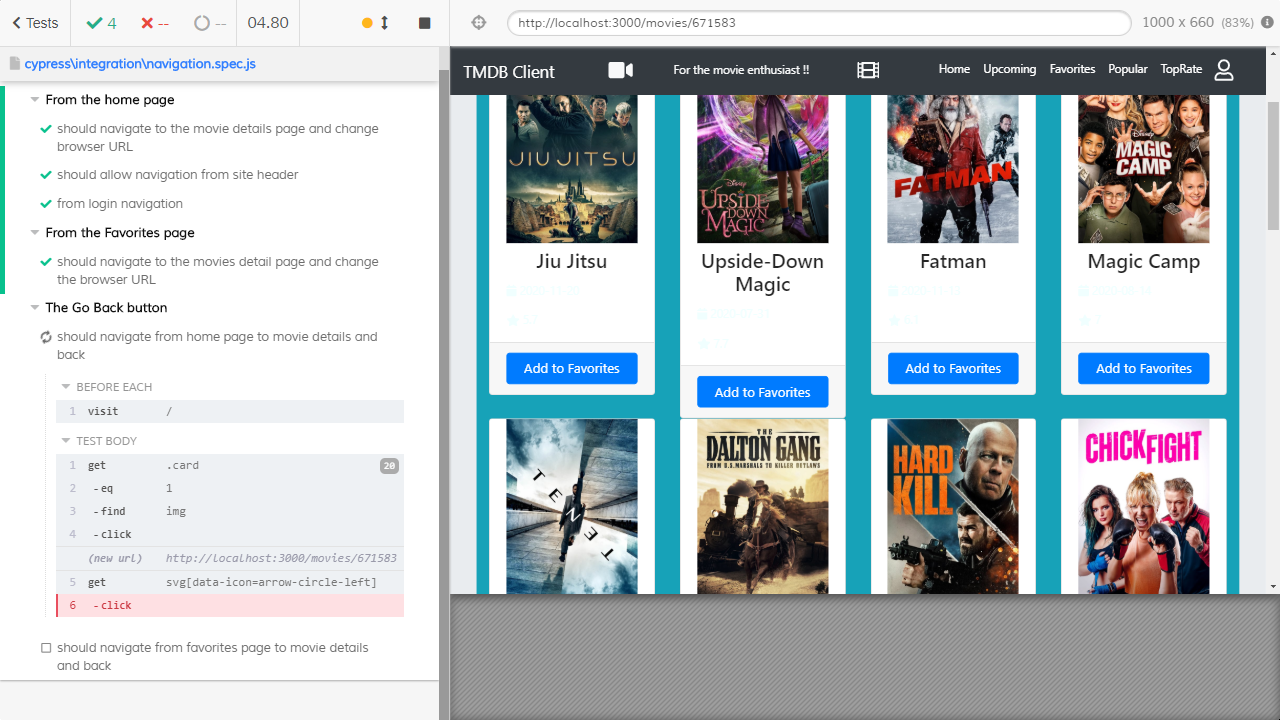 Tests
4
--
--
04.80
http://localhost:3000/movies/671583
1000 x 660 (83%)
cypress\integration\navigation.spec.js
From the home page
should navigate to the movie details page and change
browser URL
should allow navigation from site header
from login navigation
From the Favorites page
should navigate to the movies detail page and change
the browser URL
The Go Back button
should navigate from home page to movie details and
back
BEFORE EACH
1 visit /
TEST BODY
1 get .card 20
2 -eq 1
3 -find img
4 -click
(new url) http://localhost:3000/movies/671583
5 get svg[data-icon=arrow-circle-left]
6 -click
should navigate from favorites page to movie details
and back
TMDB Client
For the movie enthusiast !!
Home Upcoming Favorites Popular TopRate
JIU JITSU
Disney
UPSIDE-
DOWN
MAGIC
FATMAN
Disney
MAGIC
CAMP
Jiu Jitsu
Upside-Down
Magic
Fatman
Magic Camp
Add to Favorites
Add to Favorites
Add to Favorites
Add to Favorites
TENET
THE
DALTON GANG
FROM U.S. MARSHALS TO KILLER OUTLAWS
HARD
KILL
CHICK FIGHT